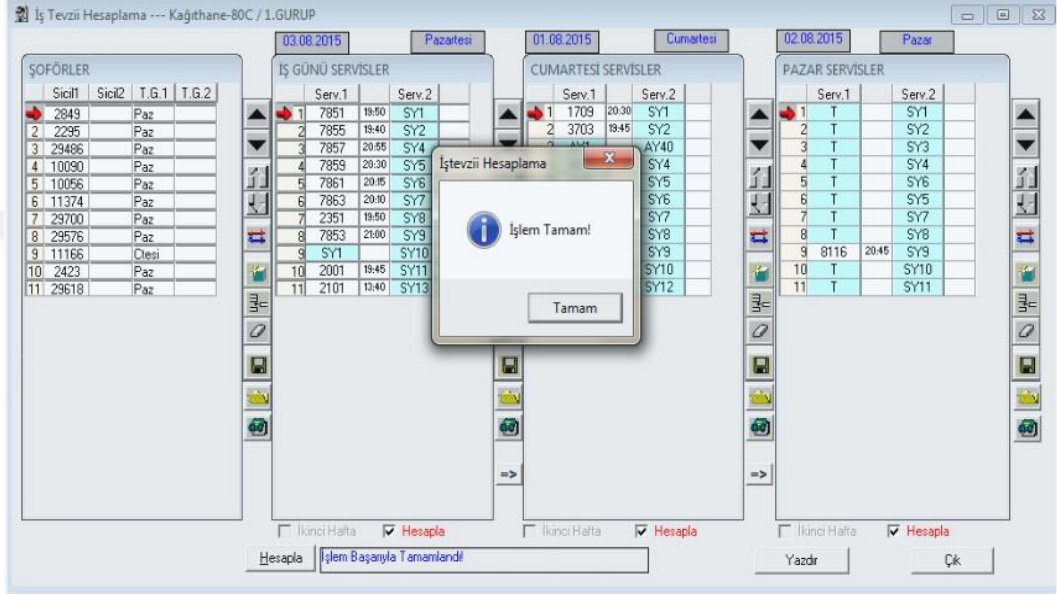 İş Tevzii Hesaplama --- Kağıthane-80C / 1.GURUP
03.08.2015 Pazartesi 01.08.2015 Cumartesi 02.08.2015 Pazar
ŞOFÖRLER İŞ GÜNÜ SERVİSLER CUMARTESİ SERVİSLER PAZAR SERVİSLER
Sicil1 Sicil2 T.G.1 T.G.2 Serv.1 Serv.2 Serv.1 Serv.2 Serv.1 Serv.2
2849 Paz 1 7851 19:50 SY1 1 1709 20:30 SY1 1 T SY1
2 2295 Paz 2 7855 19:40 SY2 2 3703 19:45 SY2 2 T SY2
3 29486 Paz 3 7857 20:55 SY4 3 AY1 AY40 3 T SY3
4 10090 Paz 4 7859 20:30 SY5 SY4 4 T SY4
5 10056 Paz 5 7861 20:15 SY6 SY5 5 T SY6
6 11374 Paz 6 7863 20:10 SY7 SY6 6 T SY5
7 29700 Paz 7 2351 19:50 SY8 SY7 7 T SY7
8 29576 Paz 8 7853 21:00 SY9 SY8 8 T SY8
9 11166 Ctesi 9 SY1 SY10 SY9 9 8116 20:45 SY9
10 2423 Paz 10 2001 19:45 SY11 SY10 10 T SY10
11 29618 Paz 11 2101 13:40 SY13 SY12 11 T SY11
İştevzii Hesaplama
İşlem Tamam!
Tamam
=> =>
İkinci Hafta Hesapla İkinci Hafta Hesapla İkinci Hafta Hesapla
Hesapla İşlem Başarıyla Tamamlandı! Yazdır Çık